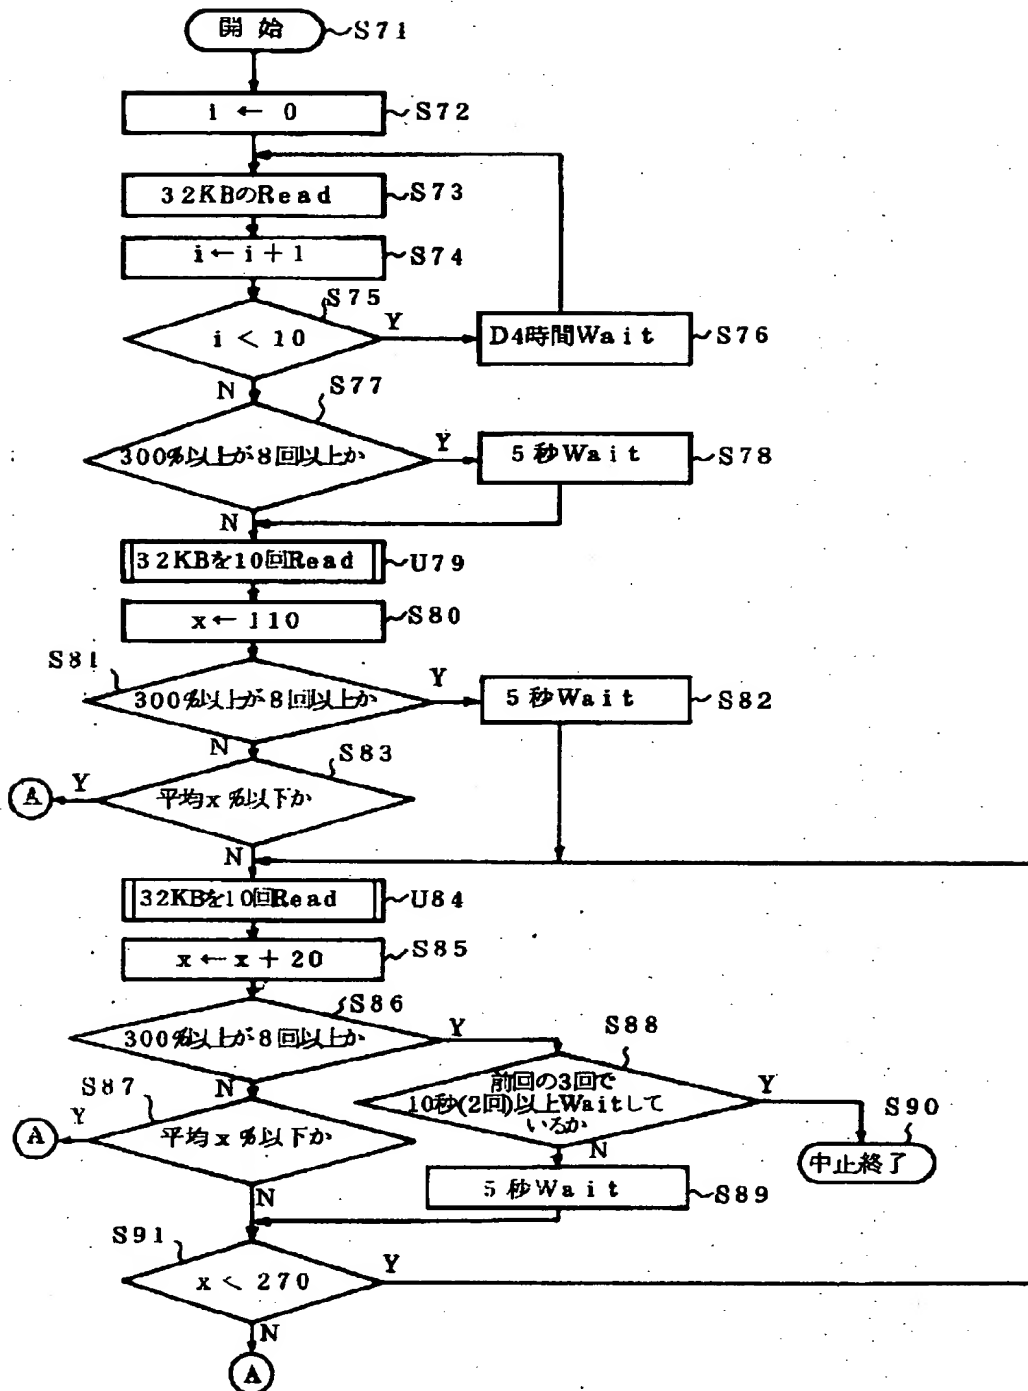 開 始
S71
i ← 0
S72
32KBのRead
S73
i ← i + 1
S74
S75
i < 10
Y
D4時間Wait
S76
N
S77
300%以上が8回以上か
Y
5秒Wait
S78
N
32KBを10回Read
U79
x ← 110
S80
S81
300%以上が8回以上か
Y
5秒Wait
S82
N
S83
A
Y
平均x%以下か
N
32KBを10回Read
U84
x ← x + 20
S85
S86
300%以上が8回以上か
Y
S88
N
前回の3回で
10秒(2回)以上Waitして
いるか
Y
S90
中止終了
S87
A
Y
平均x%以下か
N
5秒Wait
S89
N
S91
x < 270
Y
N
A